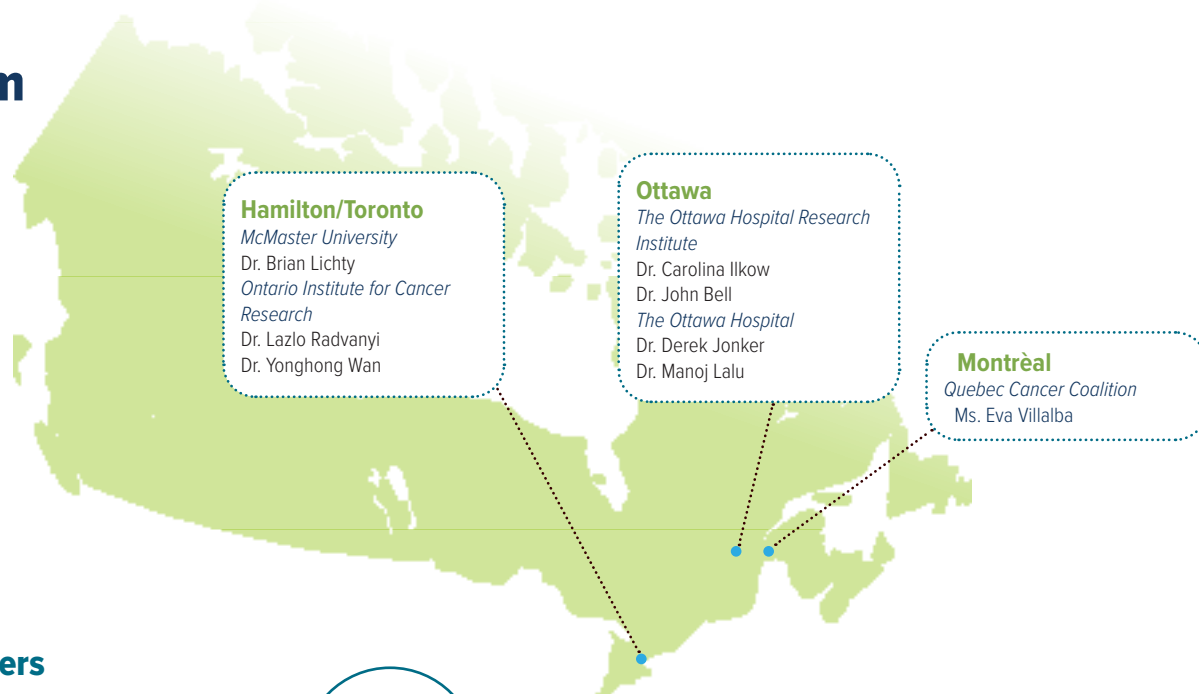 m
Hamilton/Toronto
McMaster University
Dr. Brian Lichty
Ontario Institute for Cancer
Research
Dr. Lazlo Radvanyi
Dr. Yonghong Wan
Ottawa
The Ottawa Hospital Research
Institute
Dr. Carolina Ilkow
Dr. John Bell
The Ottawa Hospital
Dr. Derek Jonker
Dr. Manoj Lalu
Montrèal
Quebec Cancer Coalition
Ms. Eva Villalba
ers